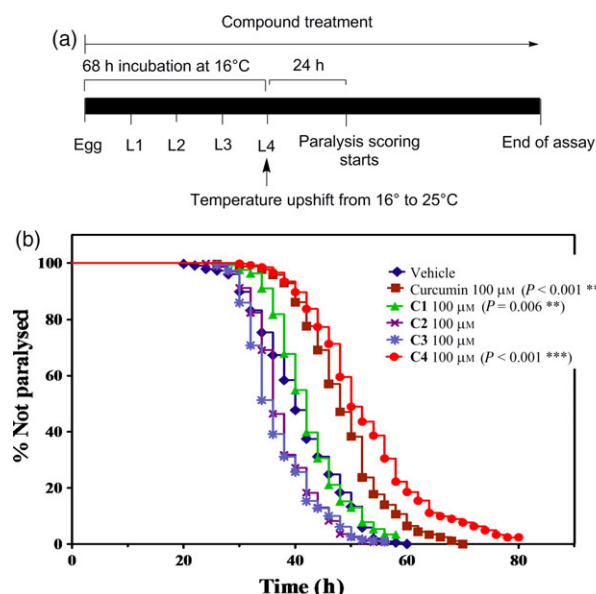 (a)
Compound treatment
68 h incubation at 16°C
24 h
Egg
L1
L2
L3
L4
Paralysis scoring
starts
End of assay
Temperature upshift from 16° to 25°C
(b)
Vehicle
Curcumin 100 μM (P < 0.001 **
C1 100 μM (P = 0.006 **)
C2 100 μM
C3 100 μM
C4 100 μM (P < 0.001 ***)
% Not paralysed
100
80
60
40
20
0
0 20 40 60 80
Time (h)